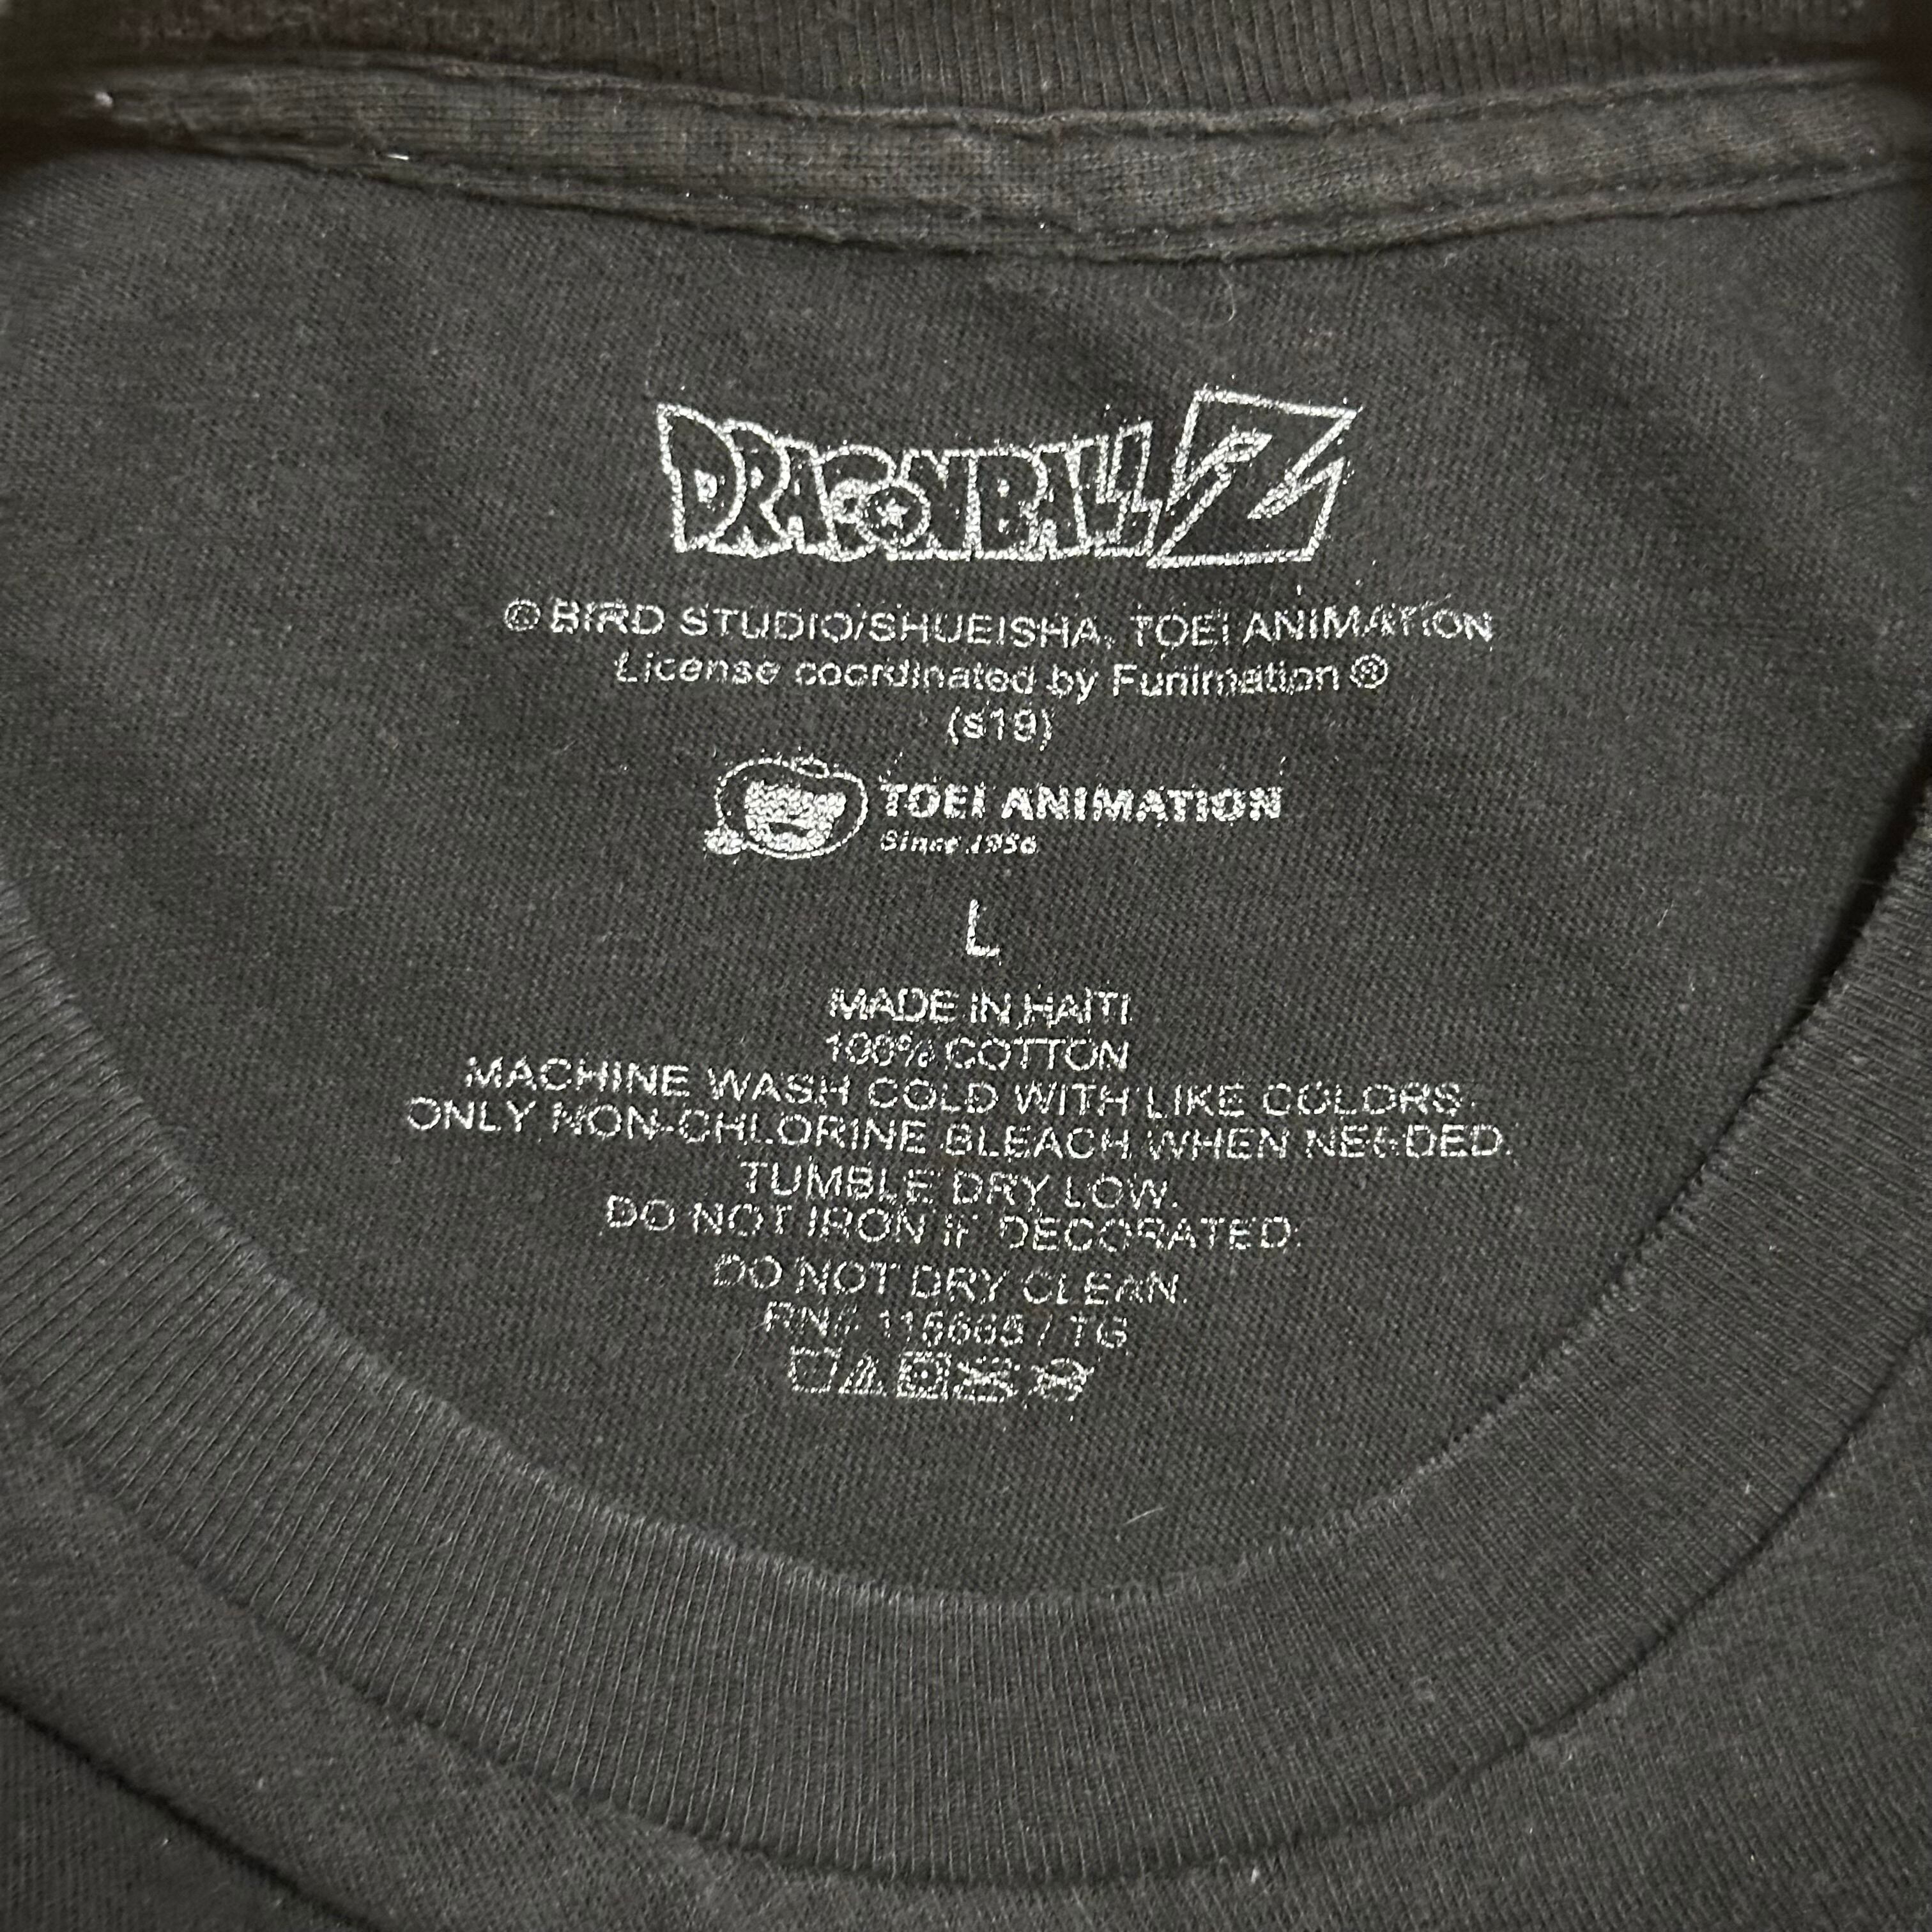 DRAGONBALL Z
© BIRD STUDIO/SHUEISHA, TOEI ANIMATION
License coordinated by Funimation ®
(s19)
TOEI ANIMATION
Since 1956
L
MADE IN HAITI
100% COTTON
MACHINE WASH COLD WITH LIKE COLORS.
ONLY NON-CHLORINE BLEACH WHEN NEEDED.
TUMBLE DRY LOW.
DO NOT IRON IF DECORATED.
DO NOT DRY CLEAN.
RN# / TG